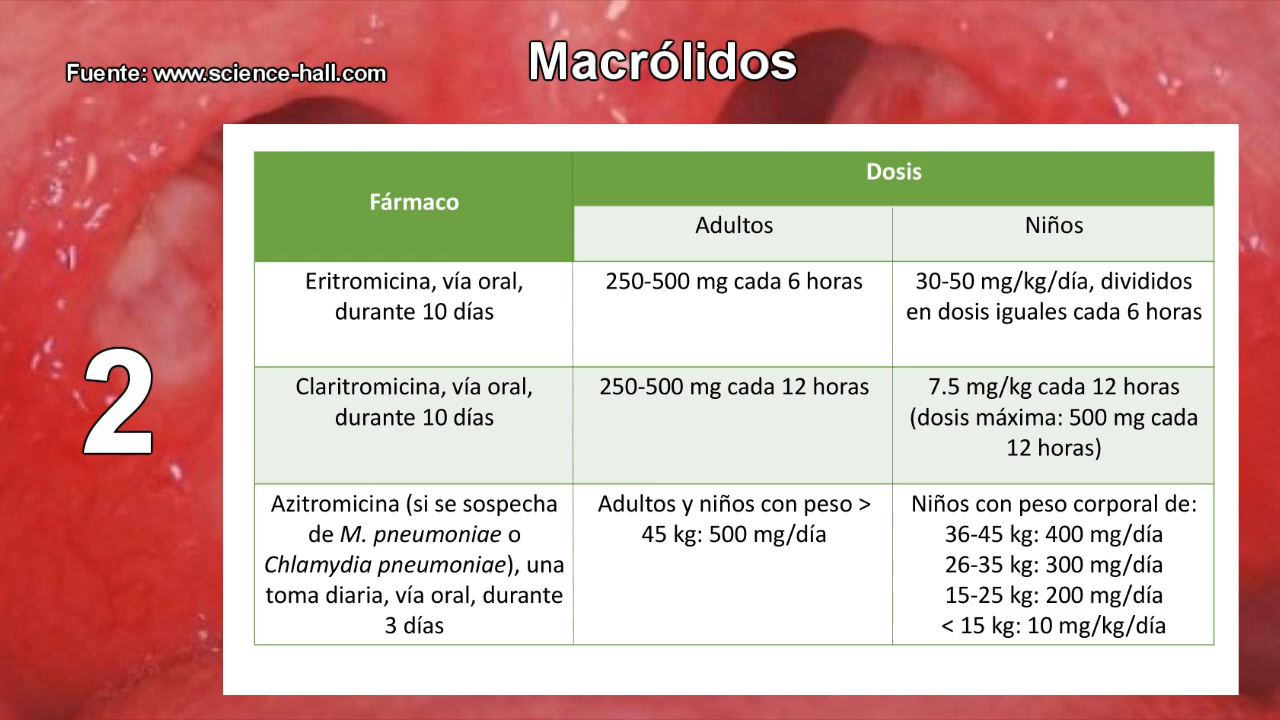 Macrólidos
Fuente: www.science-hall.com
2
Fármaco
Dosis
Adultos
Niños
Eritromicina, vía oral,
durante 10 días
250-500 mg cada 6 horas
30-50 mg/kg/día, divididos
en dosis iguales cada 6 horas
Claritromicina, vía oral,
durante 10 días
250-500 mg cada 12 horas
7.5 mg/kg cada 12 horas
(dosis máxima: 500 mg cada
12 horas)
Azitromicina (si se sospecha
de M. pneumoniae o
Chlamydia pneumoniae), una
toma diaria, vía oral, durante
3 días
Adultos y niños con peso >
45 kg: 500 mg/día
Niños con peso corporal de:
36-45 kg: 400 mg/día
26-35 kg: 300 mg/día
15-25 kg: 200 mg/día
< 15 kg: 10 mg/kg/día